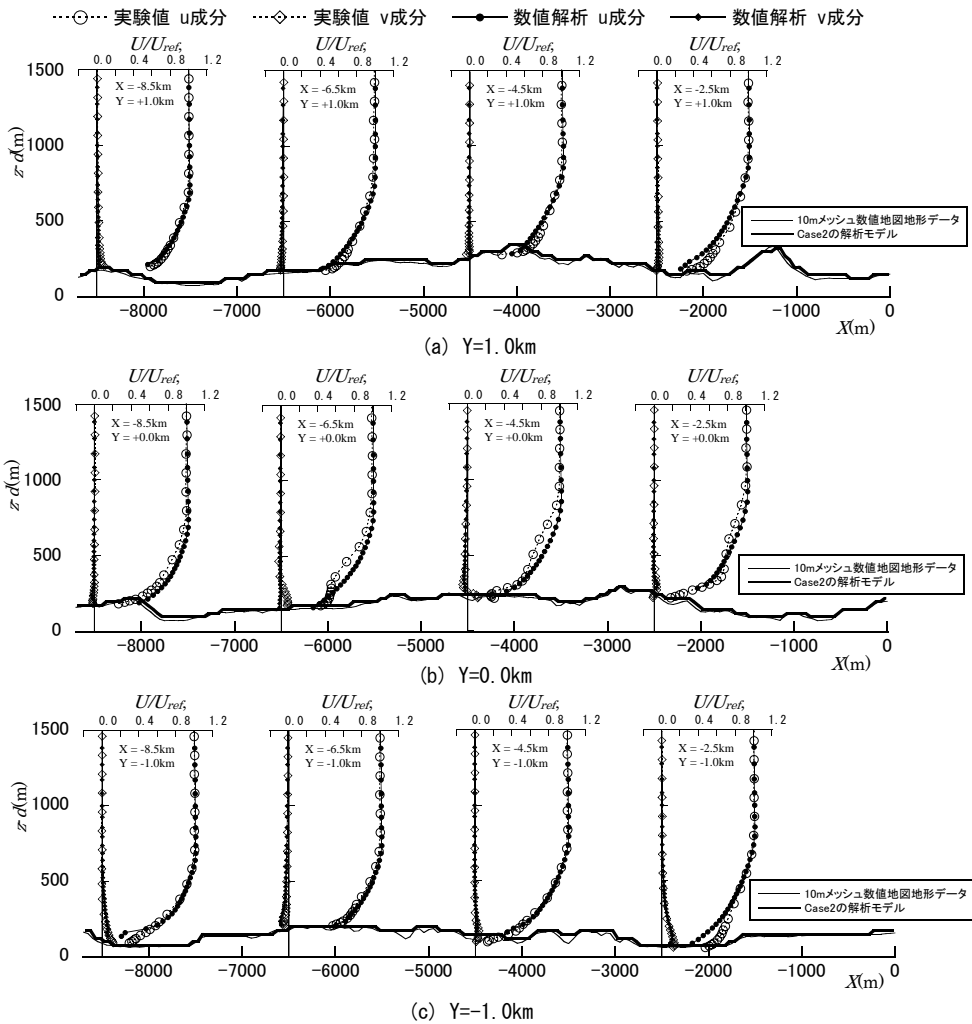 実験値 u成分 実験値 v成分 数値解析 u成分 数値解析 v成分
U/Uref, U/Uref, U/Uref, U/Uref,
0.0 0.4 0.8 1.2 0.0 0.4 0.8 1.2 0.0 0.4 0.8 1.2 0.0 0.4 0.8 1.2
1500
X = -8.5km X = -6.5km X = -4.5km X = -2.5km
Y = +1.0km Y = +1.0km Y = +1.0km Y = +1.0km
1000
z-d(m)
500
10mメッシュ数値地図地形データ
Case2の解析モデル
0
-8000 -7000 -6000 -5000 -4000 -3000 -2000 -1000 0
X(m)
(a) Y=1.0km
U/Uref, U/Uref, U/Uref, U/Uref,
0.0 0.4 0.8 1.2 0.0 0.4 0.8 1.2 0.0 0.4 0.8 1.2 0.0 0.4 0.8 1.2
1500
X = -8.5km X = -6.5km X = -4.5km X = -2.5km
Y = +0.0km Y = +0.0km Y = +0.0km Y = +0.0km
1000
z-d(m)
500
10mメッシュ数値地図地形データ
Case2の解析モデル
0
-8000 -7000 -6000 -5000 -4000 -3000 -2000 -1000 0
X(m)
(b) Y=0.0km
U/Uref, U/Uref, U/Uref, U/Uref,
0.0 0.4 0.8 1.2 0.0 0.4 0.8 1.2 0.0 0.4 0.8 1.2 0.0 0.4 0.8 1.2
1500
X = -8.5km X = -6.5km X = -4.5km X = -2.5km
Y = -1.0km Y = -1.0km Y = -1.0km Y = -1.0km
1000
z-d(m)
500
10mメッシュ数値地図地形データ
Case2の解析モデル
0
-8000 -7000 -6000 -5000 -4000 -3000 -2000 -1000 0
X(m)
(c) Y=-1.0km